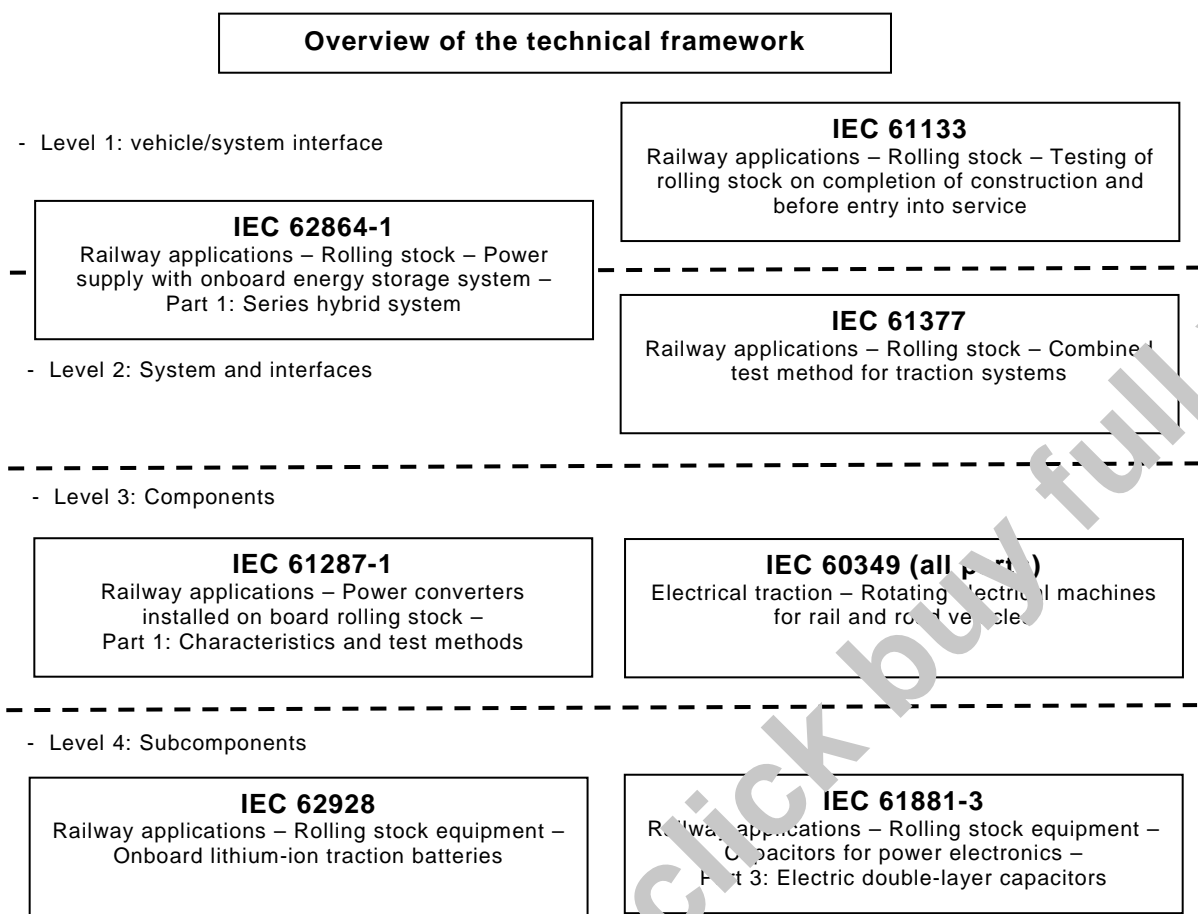 Overview of the technical framework
- Level 1: vehicle/system interface
IEC 61133
Railway applications – Rolling stock – Testing of
rolling stock on completion of construction and
before entry into service
IEC 62864-1
Railway applications – Rolling stock – Power
supply with onboard energy storage system –
Part 1: Series hybrid system
IEC 61377
Railway applications – Rolling stock – Combined
test method for traction systems
- Level 2: System and interfaces
- Level 3: Components
IEC 61287-1
Railway applications – Power converters
installed on board rolling stock –
Part 1: Characteristics and test methods
IEC 60349 (all parts)
Electrical traction – Rotating electrical machines
for rail and road vehicles
- Level 4: Subcomponents
IEC 62928
Railway applications – Rolling stock equipment –
Onboard lithium-ion traction batteries
IEC 61881-3
Railway applications – Rolling stock equipment –
Capacitors for power electronics –
Part 3: Electric double-layer capacitors
click buy full